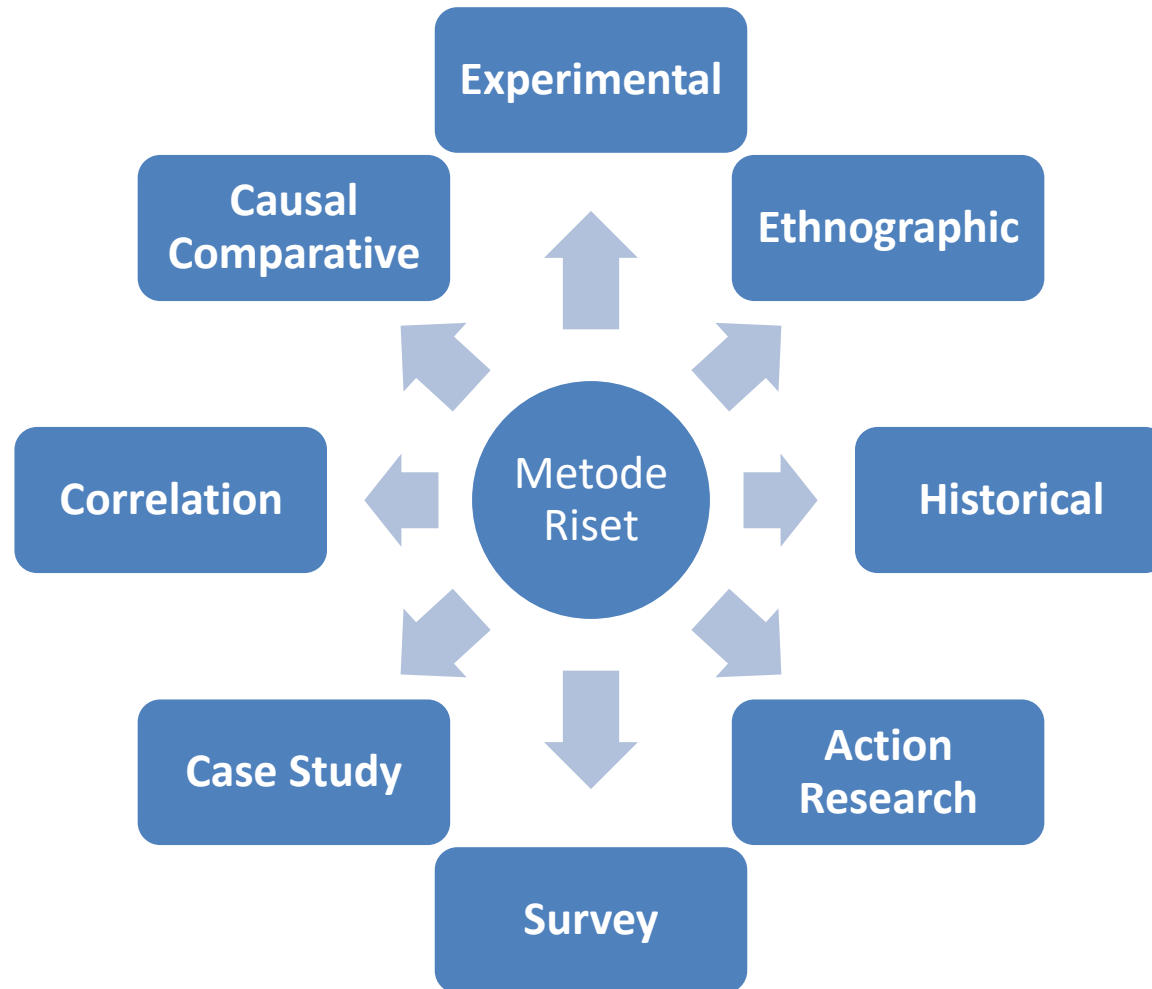 Experimental
Causal
Comparative
Ethnographic
Correlation
Metode
Riset
Historical
Case Study
Action
Research
Survey